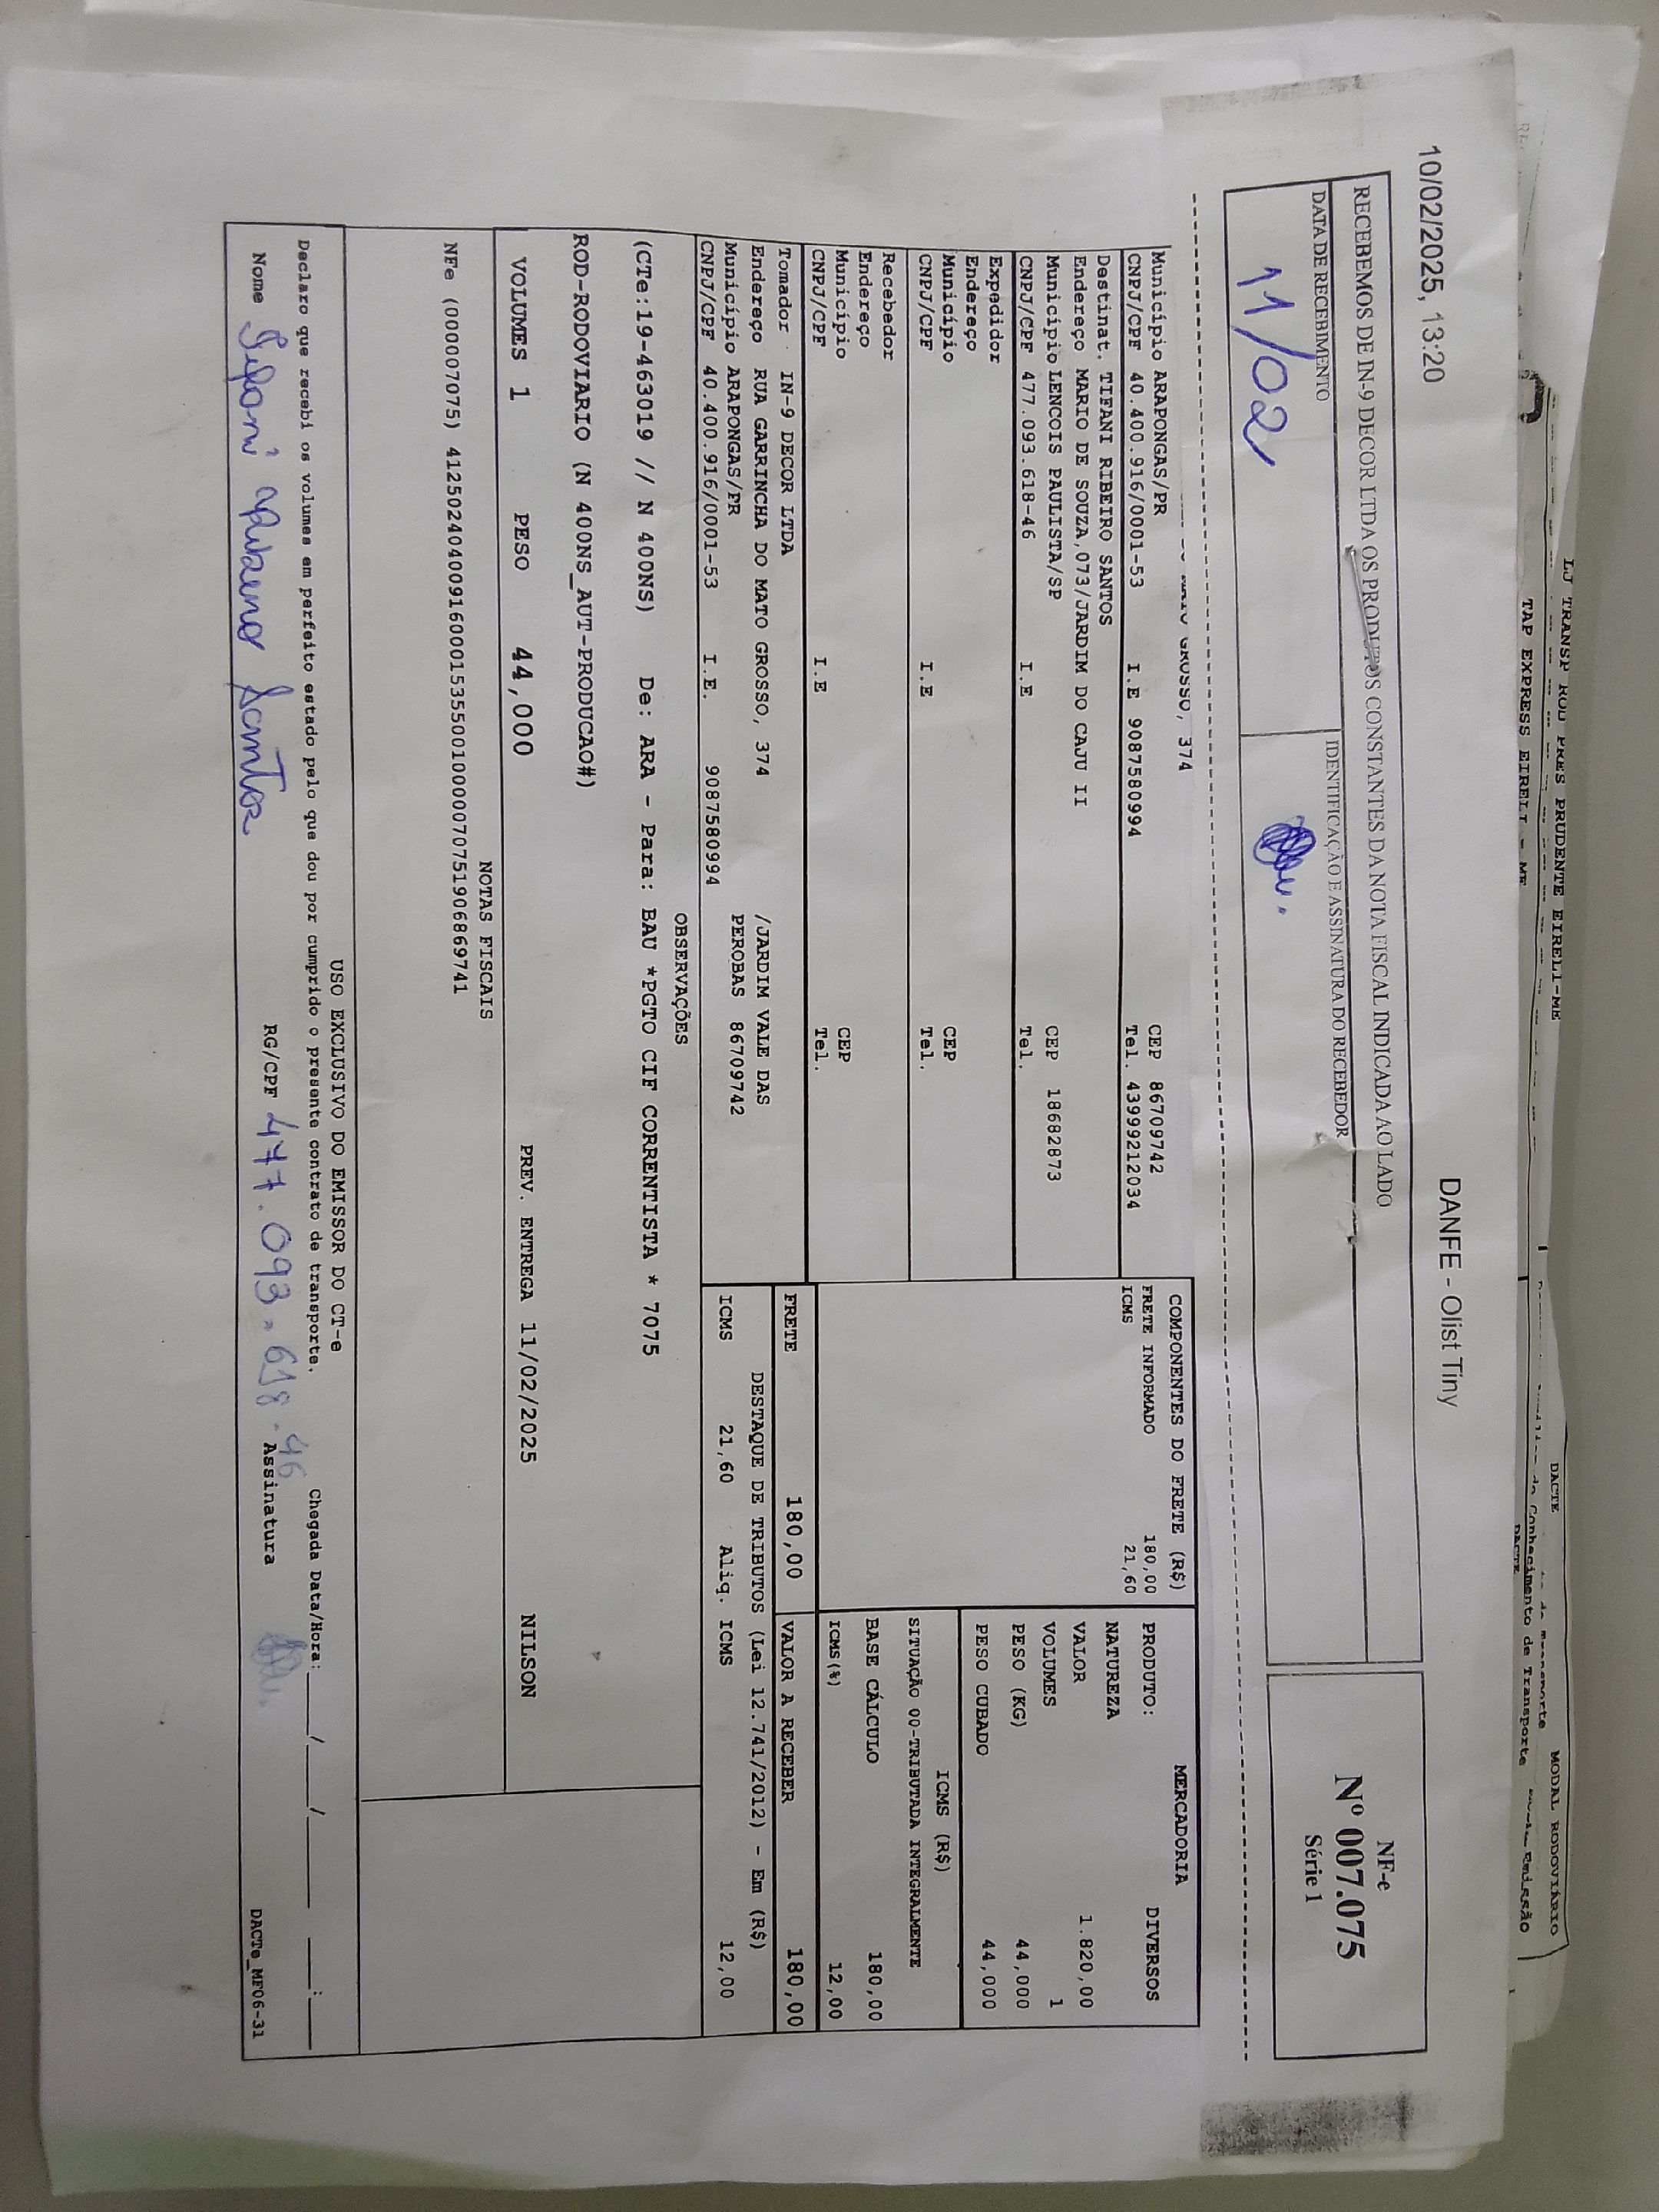 LJ TRANSP ROD PRES PRUDENTE EIRELI-ME
DACTE
MODAL RODOVIÁRIO
TAP EXPRESS EIRELI - ME
10/02/2025, 13:20
DANFE - Olist Tiny
RECEBEMOS DE IN-9 DECOR LTDA OS PRODUTOS CONSTANTES DA NOTA FISCAL INDICADA AO LADO
DATA DE RECEBIMENTO
IDENTIFICAÇÃO E ASSINATURA DO RECEBEDOR
11/02
NF-e
Nº 007.075
Série 1
GROSSO, 374
Município ARAPONGAS/PR CEP 86709742
CNPJ/CPF 40.400.916/0001-53 I.E 9087580994 Tel. 43999212034
Destinat. TIFANI RIBEIRO SANTOS
Endereço MARIO DE SOUZA,073/JARDIM DO CAJU II
Município LENCOIS PAULISTA/SP CEP 18682873
CNPJ/CPF 477.093.618-46 I.E Tel.
Expedidor
Endereço
Município CEP
CNPJ/CPF I.E Tel.
Recebedor
Endereço
Município CEP
CNPJ/CPF I.E Tel.
Tomador IN-9 DECOR LTDA
Endereço RUA GARRINCHA DO MATO GROSSO, 374 /JARDIM VALE DAS
Município ARAPONGAS/PR PEROBAS 86709742
CNPJ/CPF 40.400.916/0001-53 I.E. 9087580994
COMPONENTES DO FRETE (R$)
FRETE INFORMADO 180,00
ICMS 21,60
MERCADORIA
PRODUTO: DIVERSOS
NATUREZA
VALOR 1.820,00
VOLUMES 1
PESO (KG) 44,000
PESO CUBADO 44,000
ICMS (R$)
SITUAÇÃO 00-TRIBUTADA INTEGRALMENTE
BASE CÁLCULO 180,00
ICMS(%) 12,00
FRETE 180,00
VALOR A RECEBER 180,00
DESTAQUE DE TRIBUTOS (Lei 12.741/2012) - Em (R$)
ICMS 21,60 Aliq. ICMS 12,00
OBSERVAÇÕES
(CTe:19-463019 // N 400NS) De: ARA - Para: BAU *PGTO CIF CORRENTISTA * 7075
ROD-RODOVIARIO (N 400NS_AUT-PRODUCAO#)
VOLUMES 1 PESO 44,000 PREV. ENTREGA 11/02/2025 NILSON
NOTAS FISCAIS
NFe (000007075) 41250240400916000153550010000070751906869741
USO EXCLUSIVO DO EMISSOR DO CT-e
Declaro que recebi os volumes em perfeito estado pelo que dou por cumprido o presente contrato de transporte. Chegada Data/Hora: ___/___/_____ ___:___
Nome Santos RG/CPF 477.093.618-46 Assinatura
DACTe_MF06-31